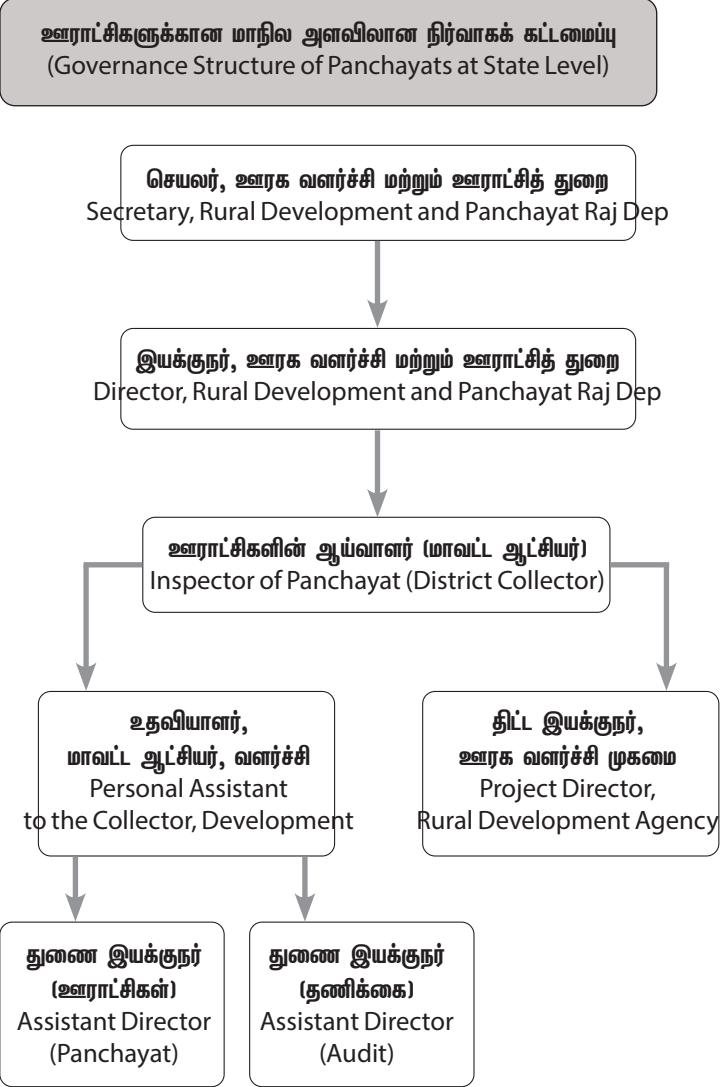 ஊராட்சிகளுக்கான மாநில அளவிலான நிர்வாகக் கட்டமைப்பு
(Governance Structure of Panchayats at State Level)
செயலர், ஊரக வளர்ச்சி மற்றும் ஊராட்சித் துறை
Secretary, Rural Development and Panchayat Raj Dep
இயக்குநர், ஊரக வளர்ச்சி மற்றும் ஊராட்சித் துறை
Director, Rural Development and Panchayat Raj Dep
ஊராட்சிகளின் ஆய்வாளர் (மாவட்ட ஆட்சியர்)
Inspector of Panchayat (District Collector)
உதவியாளர்,
மாவட்ட ஆட்சியர், வளர்ச்சி
Personal Assistant
to the Collector, Development
திட்ட இயக்குநர்,
ஊரக வளர்ச்சி முகமை
Project Director,
Rural Development Agency
துணை இயக்குநர்
(ஊராட்சிகள்)
Assistant Director
(Panchayat)
துணை இயக்குநர்
(தணிக்கை)
Assistant Director
(Audit)